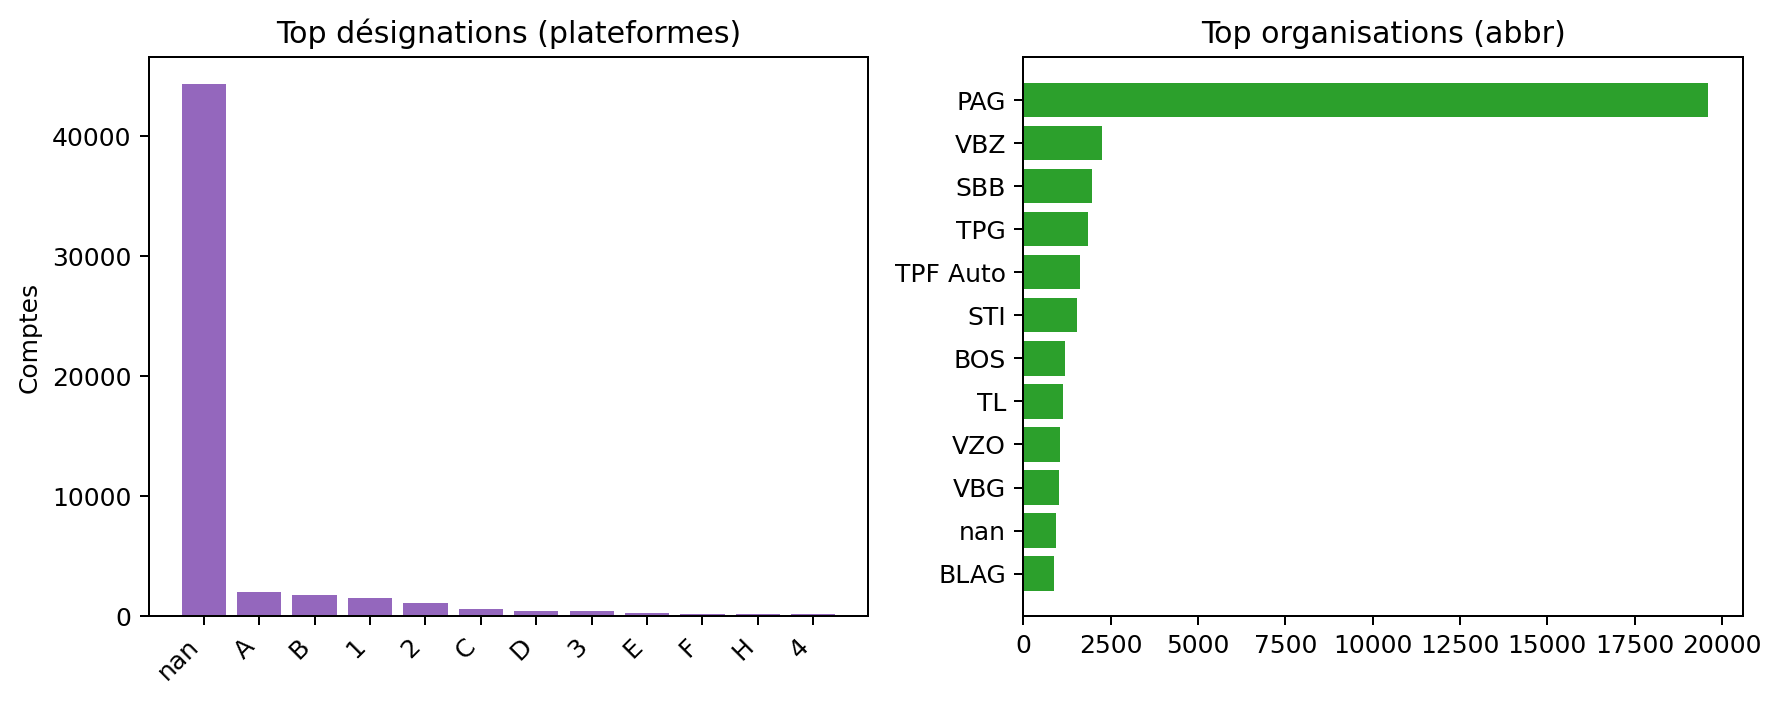 Top désignations (plateformes)
Comptes
40000
30000
20000
10000
0
nan
A
B
1
2
C
D
3
E
F
H
4
Top organisations (abbr)
PAG
VBZ
SBB
TPG
TPF Auto
STI
BOS
TL
VZO
VBG
nan
BLAG
0 2500 5000 7500 10000 12500 15000 17500 20000